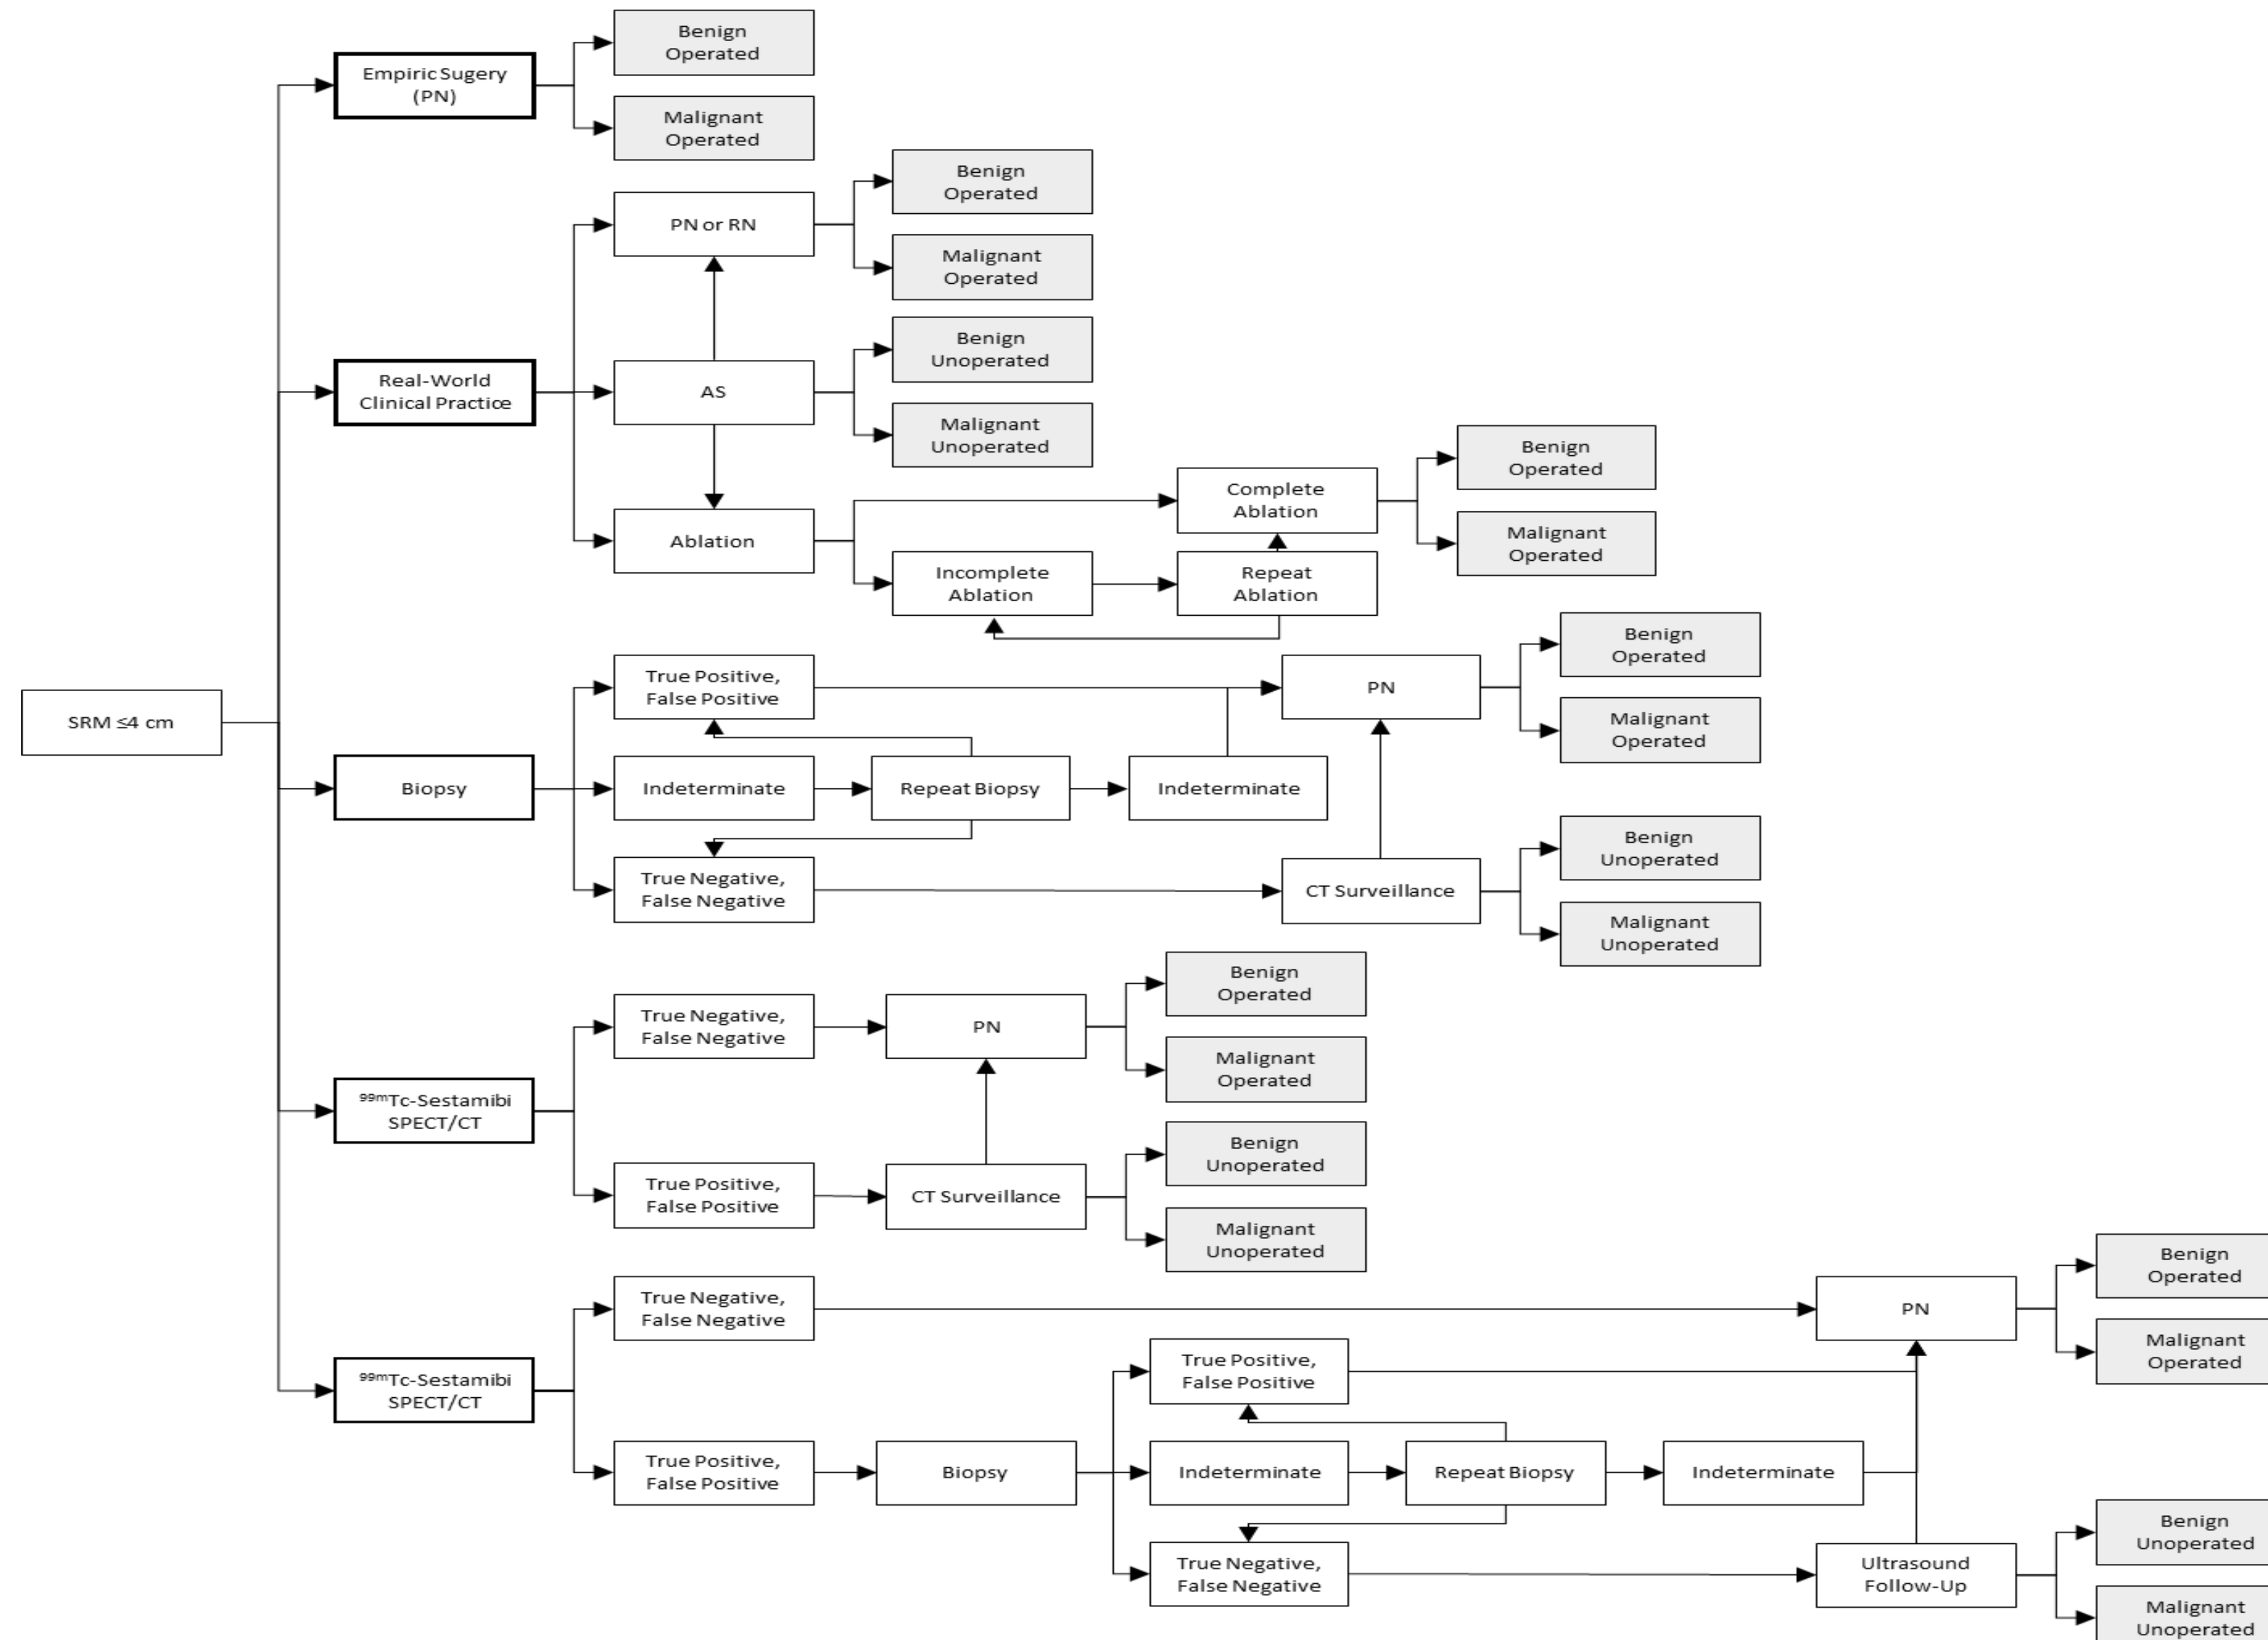 Benign
Operated
Empiric Sugery
(PN)
Malignant
Operated
Benign
Operated
PN or RN
Malignant
Operated
Benign
Unoperated
Real-World
Clinical Practice
AS
Malignant
Unoperated
Benign
Operated
Complete
Ablation
Malignant
Operated
Ablation
Incomplete
Ablation
Repeat
Ablation
Benign
Operated
True Positive,
False Positive
PN
Malignant
Operated
SRM ≤4 cm
Biopsy
Indeterminate
Repeat Biopsy
Indeterminate
Benign
Unoperated
True Negative,
False Negative
CT Surveillance
Malignant
Unoperated
Benign
Operated
True Negative,
False Negative
PN
Malignant
Operated
⁹⁹ᵐTc-Sestamibi
SPECT/CT
Benign
Unoperated
True Positive,
False Positive
CT Surveillance
Malignant
Unoperated
Benign
Operated
True Negative,
False Negative
PN
Malignant
Operated
True Positive,
False Positive
⁹⁹ᵐTc-Sestamibi
SPECT/CT
True Positive,
False Positive
Biopsy
Indeterminate
Repeat Biopsy
Indeterminate
Benign
Unoperated
True Negative,
False Negative
Ultrasound
Follow-Up
Malignant
Unoperated